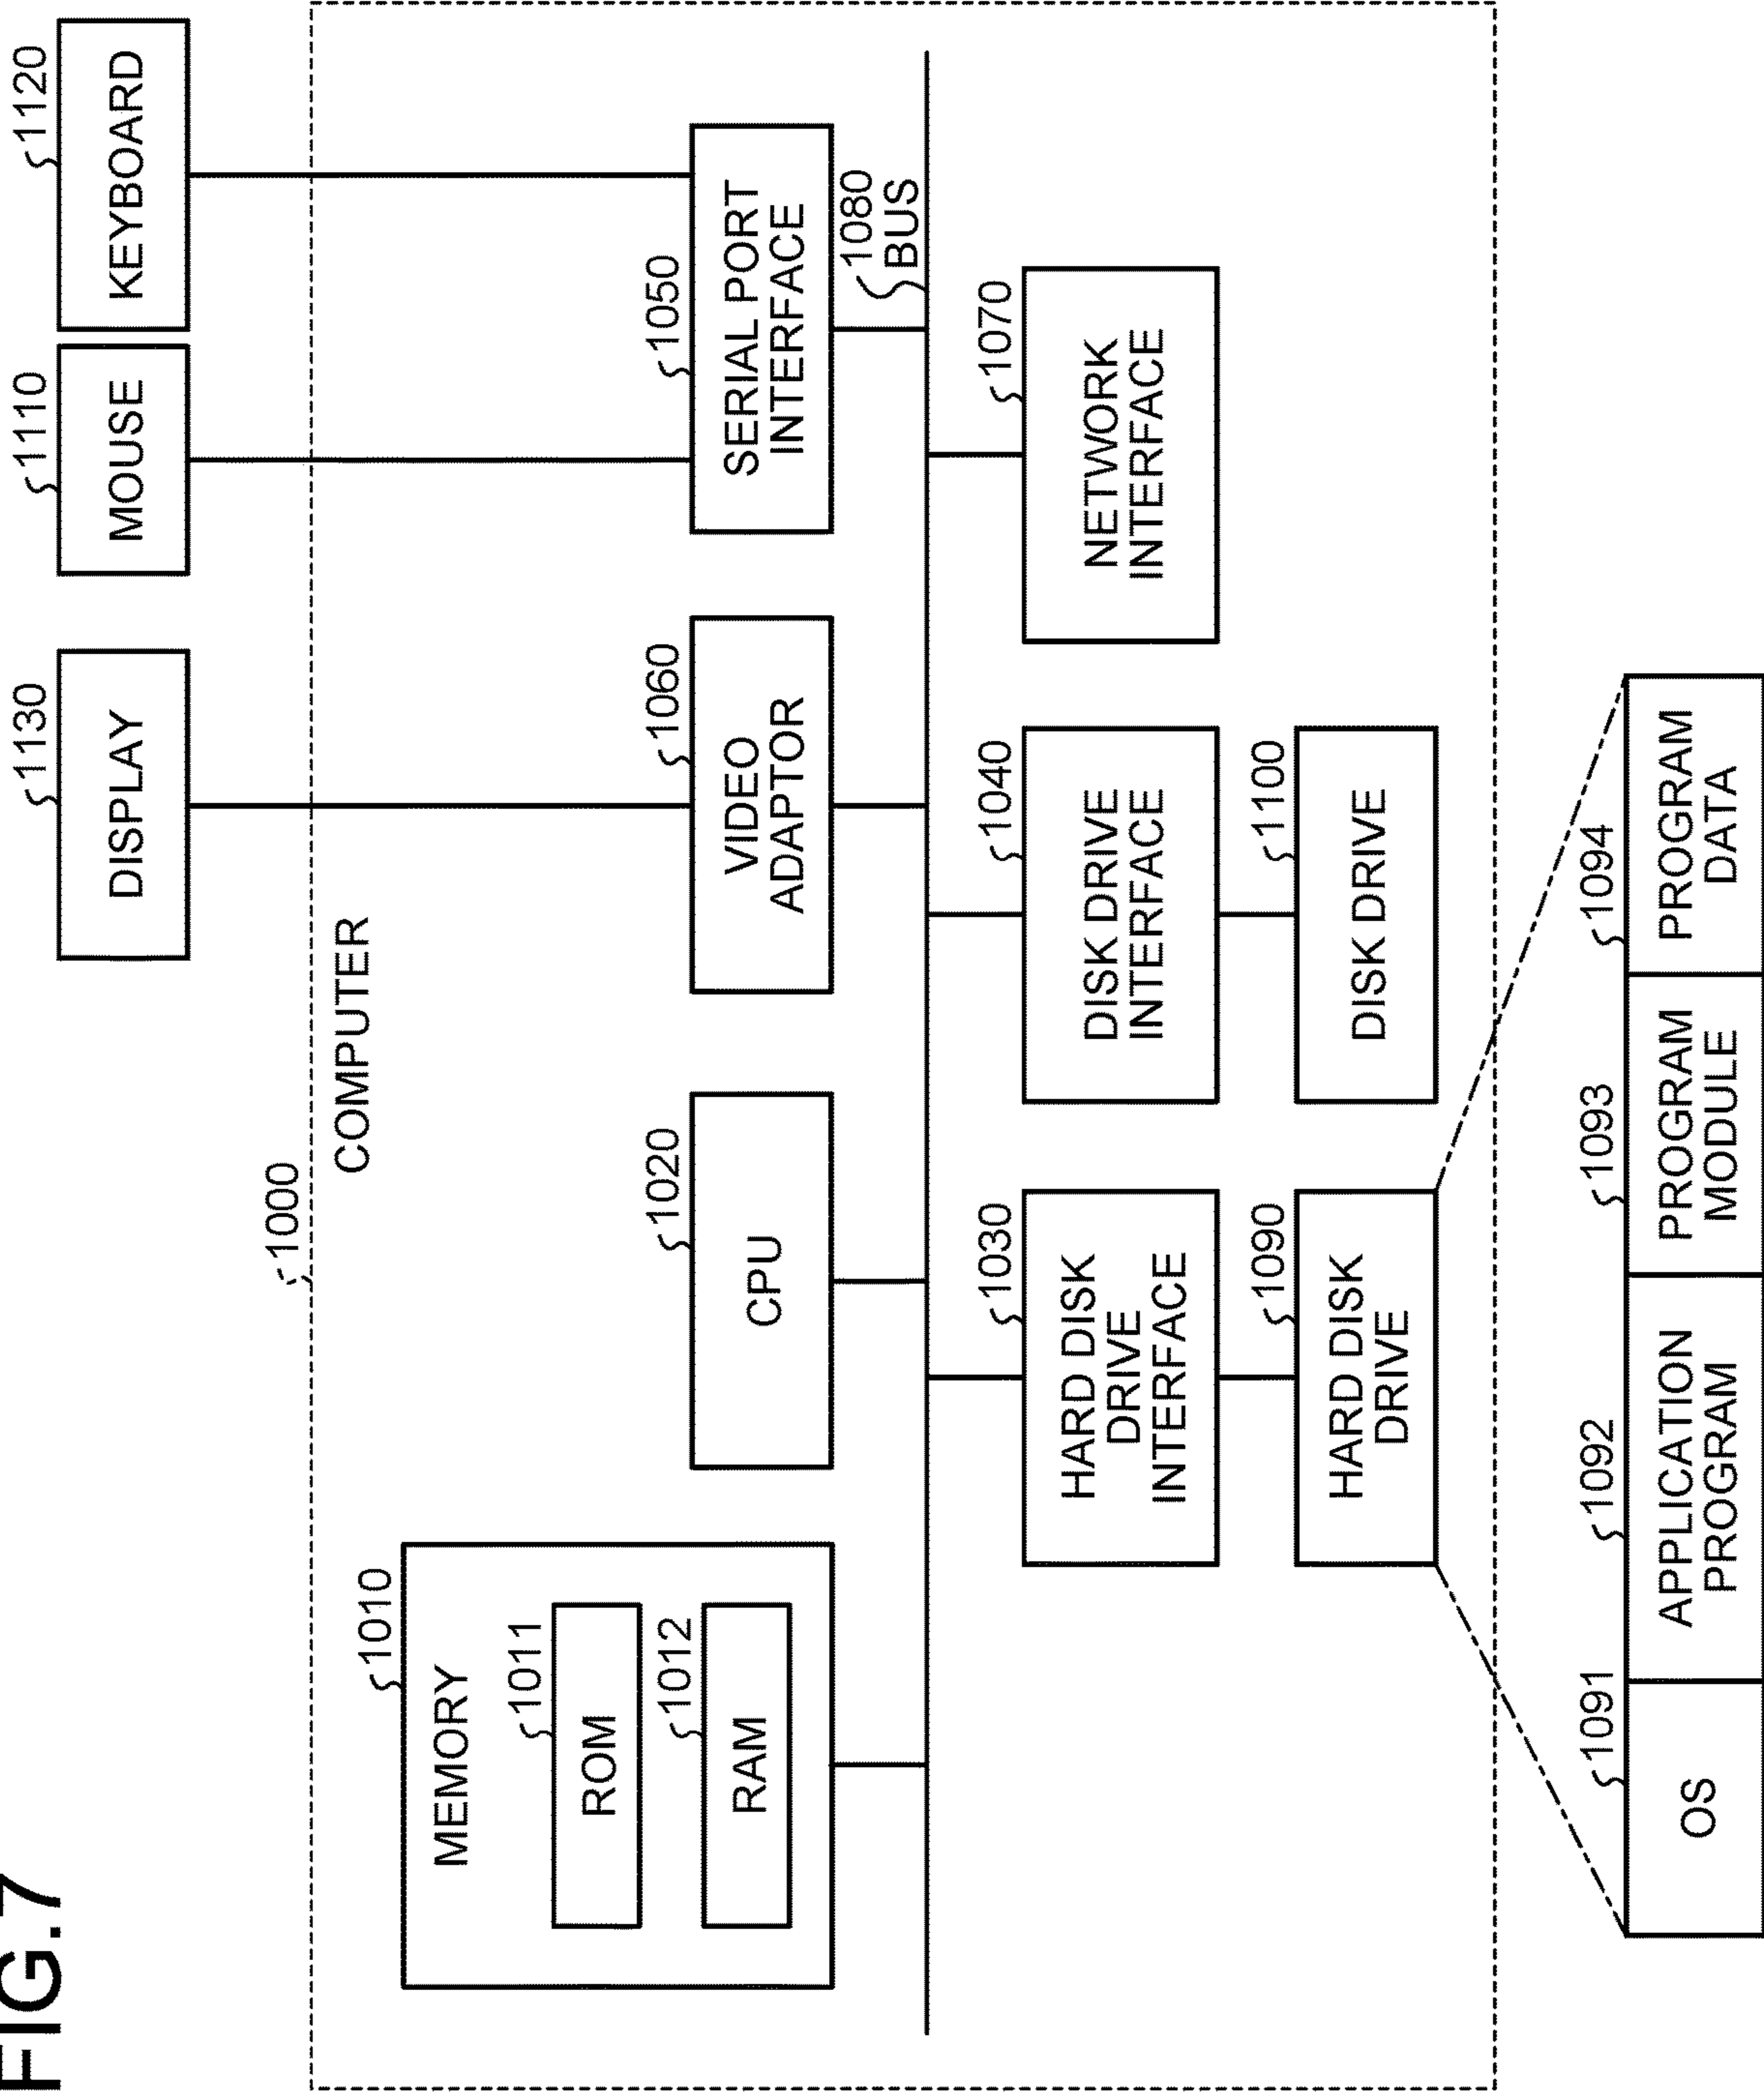 FIG.7
1000
COMPUTER
1010
MEMORY
1011
ROM
1012
RAM
1020
CPU
1130
DISPLAY
1060
VIDEO
ADAPTOR
1110
MOUSE
1120
KEYBOARD
1050
SERIAL PORT
INTERFACE
1080
BUS
1030
HARD DISK
DRIVE
INTERFACE
1040
DISK DRIVE
INTERFACE
1070
NETWORK
INTERFACE
1090
HARD DISK
DRIVE
1100
DISK DRIVE
1091
OS
1092
APPLICATION
PROGRAM
1093
PROGRAM
MODULE
1094
PROGRAM
DATA